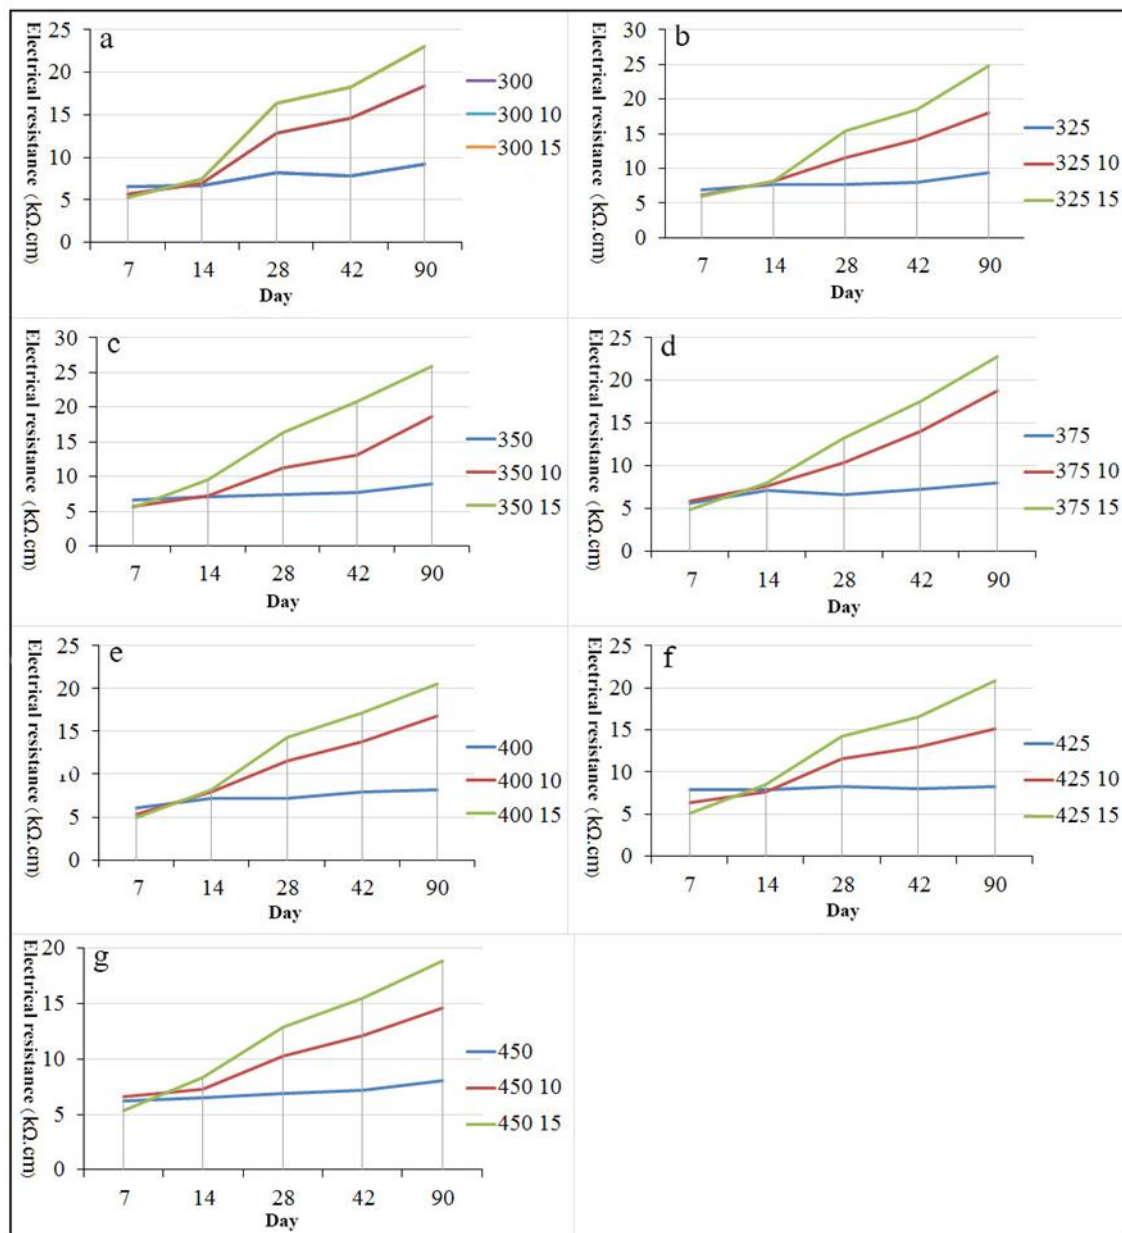 a
Electrical resistance (kΩ.cm)
25
20
15
10
5
0
7 14 28 42 90
Day
300
300 10
300 15
b
Electrical resistance (kΩ.cm)
30
25
20
15
10
5
0
7 14 28 42 90
Day
325
325 10
325 15
c
Electrical resistance (kΩ.cm)
30
25
20
15
10
5
0
7 14 28 42 90
Day
350
350 10
350 15
d
Electrical resistance (kΩ.cm)
25
20
15
10
5
0
7 14 28 42 90
Day
375
375 10
375 15
e
Electrical resistance (kΩ.cm)
25
20
15
10
5
0
7 14 28 42 90
Day
400
400 10
400 15
f
Electrical resistance (kΩ.cm)
25
20
15
10
5
0
7 14 28 42 90
Day
425
425 10
425 15
g
Electrical resistance (kΩ.cm)
20
15
10
5
0
7 14 28 42 90
Day
450
450 10
450 15